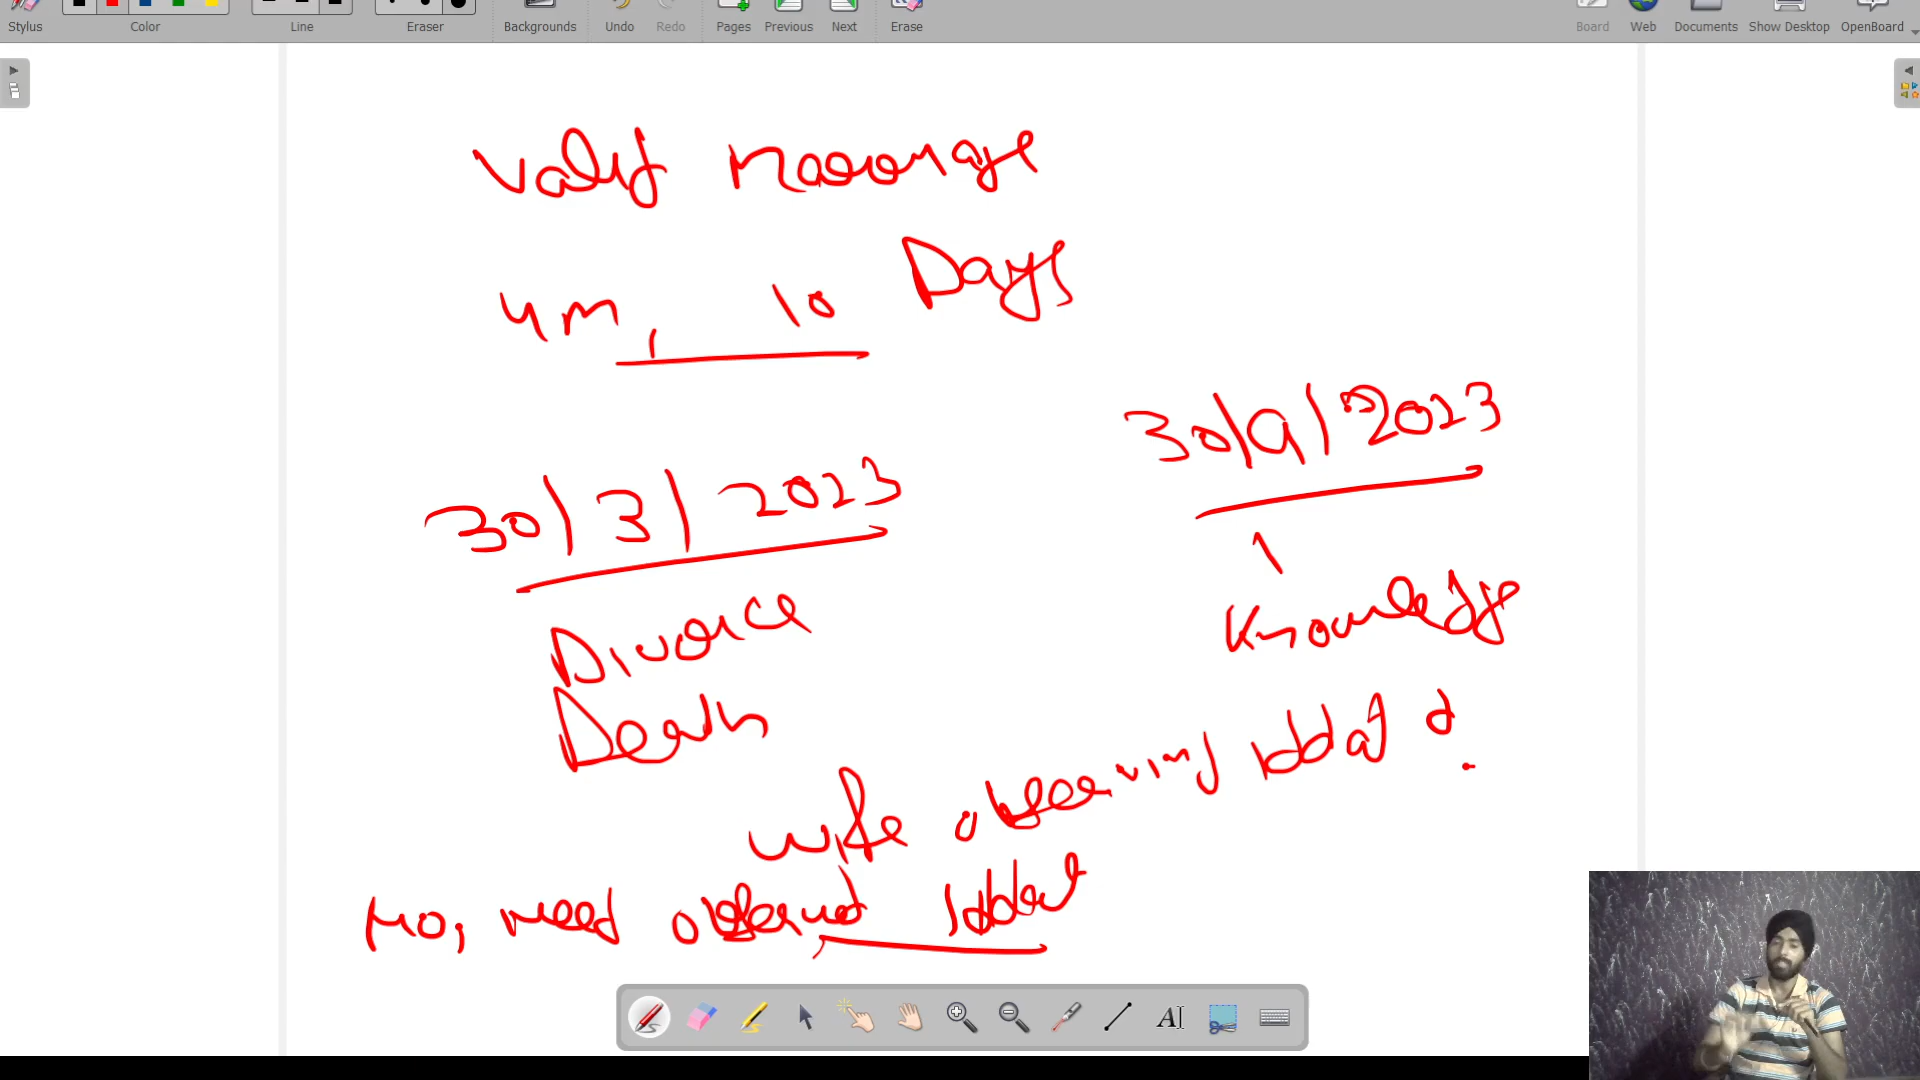 Stylus Color Line Eraser Backgrounds Undo Redo Pages Previous Next Erase Board Web Documents Show Desktop OpenBoard
Valid Marriage
4m, 10 Days
30/9/2023
30/3/2023
Divorce
Knowledge
Death
Wife observing Iddat ?
No, need observed Iddat